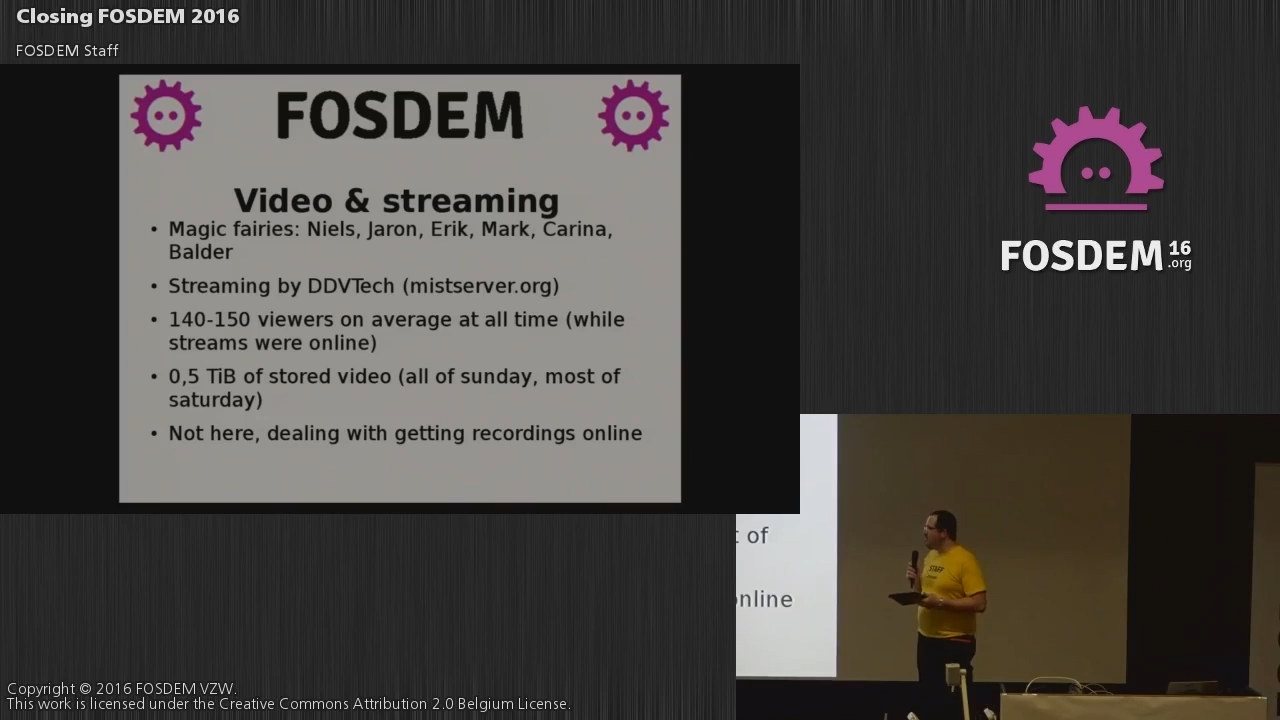 Closing FOSDEM 2016
FOSDEM Staff
FOSDEM
Video & streaming
• Magic fairies: Niels, Jaron, Erik, Mark, Carina,
Balder
• Streaming by DDVTech (mistserver.org)
• 140-150 viewers on average at all time (while
streams were online)
• 0,5 TiB of stored video (all of sunday, most of
saturday)
• Not here, dealing with getting recordings online
FOSDEM 16
.org
t of
online
STAFF
Copyright © 2016 FOSDEM VZW.
This work is licensed under the Creative Commons Attribution 2.0 Belgium License.